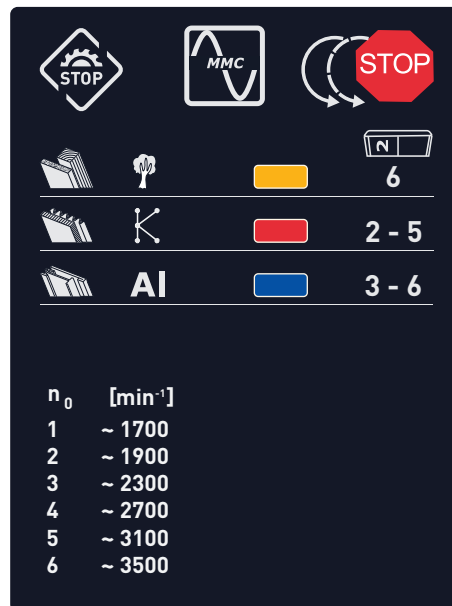 STOP MMC STOP
2
6
2 - 5
Al 3 - 6
n0 [min-1]
1 ~ 1700
2 ~ 1900
3 ~ 2300
4 ~ 2700
5 ~ 3100
6 ~ 3500